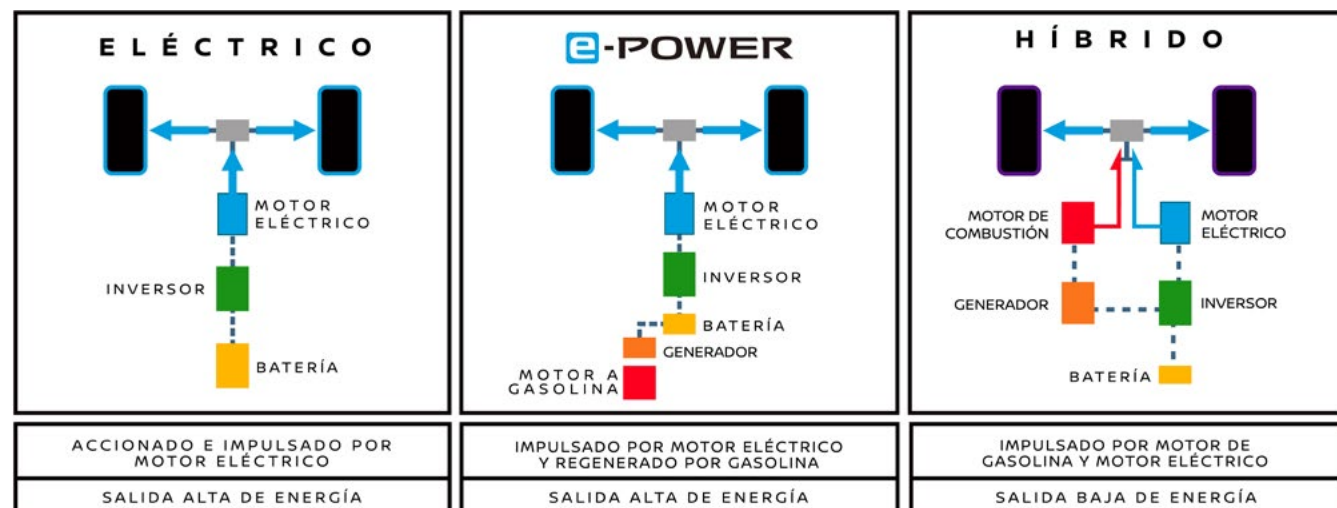 ELÉCTRICO
MOTOR
ELÉCTRICO
INVERSOR
BATERÍA
ACCIONADO E IMPULSADO POR
MOTOR ELÉCTRICO
SALIDA ALTA DE ENERGÍA
e-POWER
MOTOR
ELÉCTRICO
INVERSOR
BATERÍA
GENERADOR
MOTOR A
GASOLINA
IMPULSADO POR MOTOR ELÉCTRICO
Y REGENERADO POR GASOLINA
SALIDA ALTA DE ENERGÍA
HÍBRIDO
MOTOR DE
COMBUSTIÓN
MOTOR
ELÉCTRICO
GENERADOR
INVERSOR
BATERÍA
IMPULSADO POR MOTOR DE
GASOLINA Y MOTOR ELÉCTRICO
SALIDA BAJA DE ENERGÍA